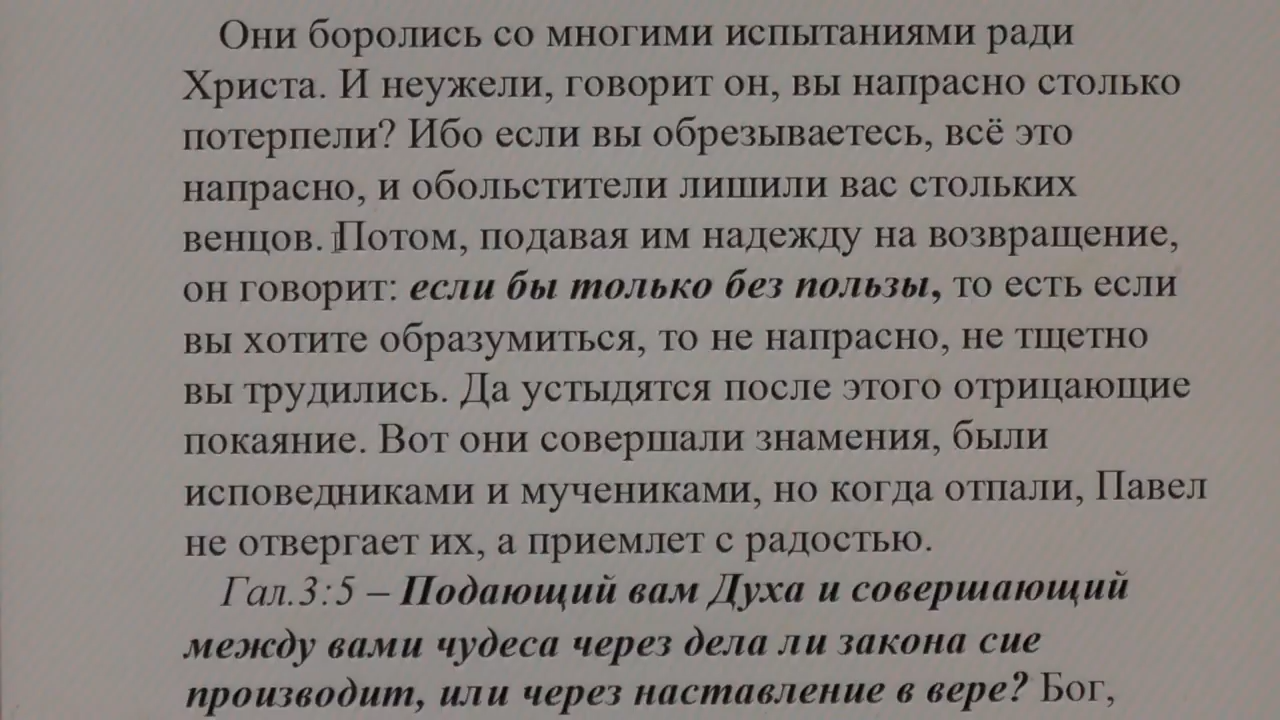 Они боролись со многими испытаниями ради
Христа. И неужели, говорит он, вы напрасно столько
потерпели? Ибо если вы обрезываетесь, всё это
напрасно, и обольстители лишили вас стольких
венцов. Потом, подавая им надежду на возвращение,
он говорит: если бы только без пользы, то есть если
вы хотите образумиться, то не напрасно, не тщетно
вы трудились. Да устыдятся после этого отрицающие
покаяние. Вот они совершали знамения, были
исповедниками и мучениками, но когда отпали, Павел
не отвергает их, а приемлет с радостью.
Гал.3:5 – Подающий вам Духа и совершающий
между вами чудеса через дела ли закона сие
производит, или через наставление в вере? Бог,